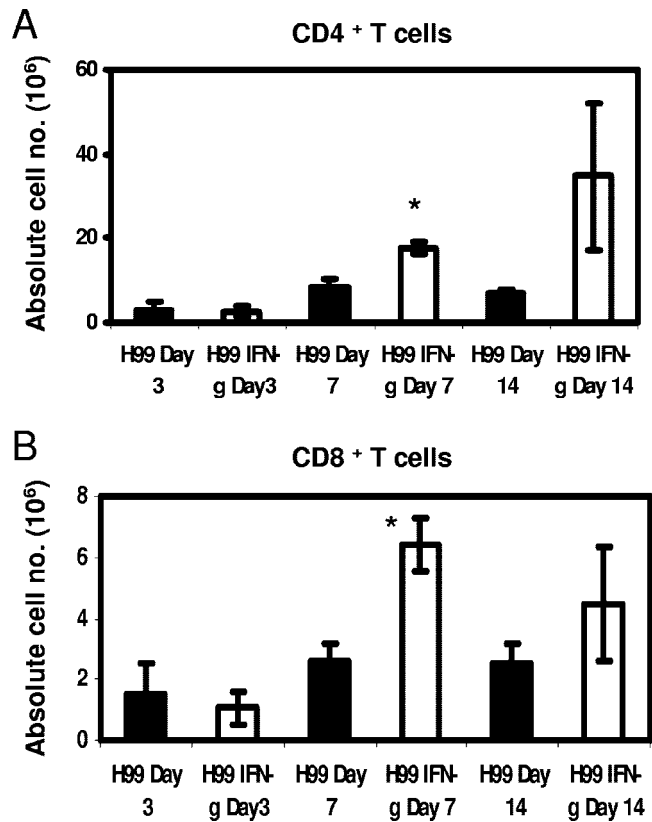 A
CD4 ⁺ T cells
Absolute cell no. (10⁶)
60
40
20
0
*
H99 Day 3
H99 IFN-g Day3
H99 Day 7
H99 IFN-g Day 7
H99 Day 14
H99 IFN-g Day 14
B
CD8 ⁺ T cells
Absolute cell no. (10⁶)
8
6
4
2
0
*
H99 Day 3
H99 IFN-g Day3
H99 Day 7
H99 IFN-g Day 7
H99 Day 14
H99 IFN-g Day 14